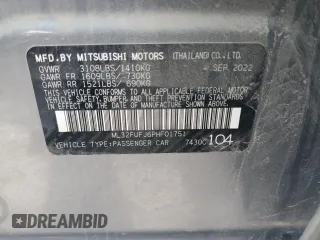 MFD.BY MITSUBISHI MOTORS (THAILAND)CO.,LTD.
GVWR 3108LBS/1410KG SEP.2022
GAWR FR 1609LBS/730KG
GAWR RR 1521LBS/690KG
THIS VEHICLE CONFORMS TO ALL APPLICABLE FEDERAL MOTOR VEHICLE
SAFETY, BUMPER AND THEFT PREVENTION STANDARDS IN EFFECT ON THE
DATE OF MANUFACTURE SHOWN ABOVE.
ML32FUFJ6PHF01751
VEHICLE TYPE:PASSENGER CAR 7430C 104